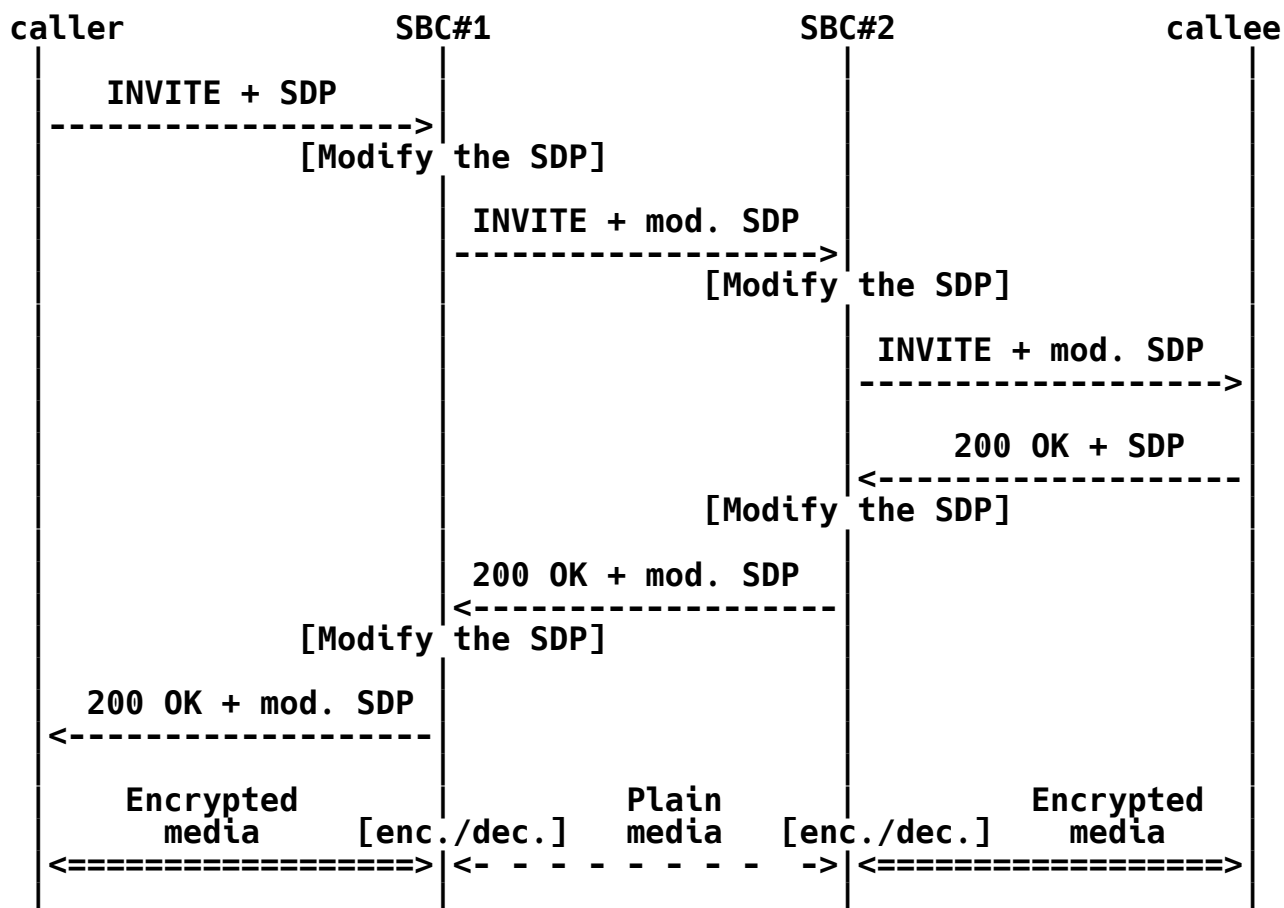 caller SBC#1 SBC#2 callee
INVITE + SDP
------------------->
[Modify the SDP]
INVITE + mod. SDP
------------------->
[Modify the SDP]
INVITE + mod. SDP
------------------->
200 OK + SDP
<-------------------
[Modify the SDP]
200 OK + mod. SDP
<-------------------
[Modify the SDP]
200 OK + mod. SDP
<-------------------
Encrypted Plain Encrypted
media [enc./dec.] media [enc./dec.] media
<==================>|<- - - - - - - - ->|<==================>